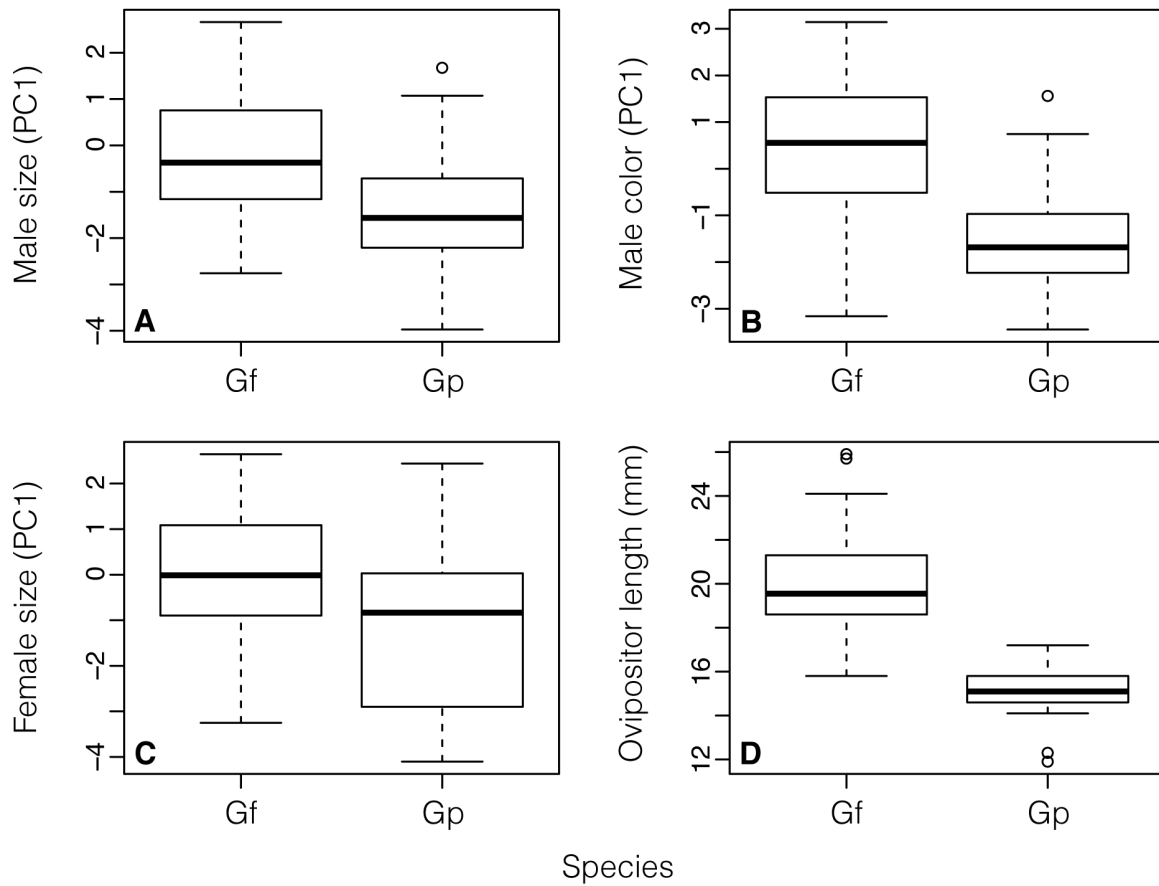 Male size (PC1)
2
1
0
−2
−4
A
Gf
Gp
Male color (PC1)
3
2
1
−1
−3
B
Gf
Gp
Female size (PC1)
2
1
0
−2
−4
C
Gf
Gp
Ovipositor length (mm)
24
20
16
12
D
Gf
Gp
Species